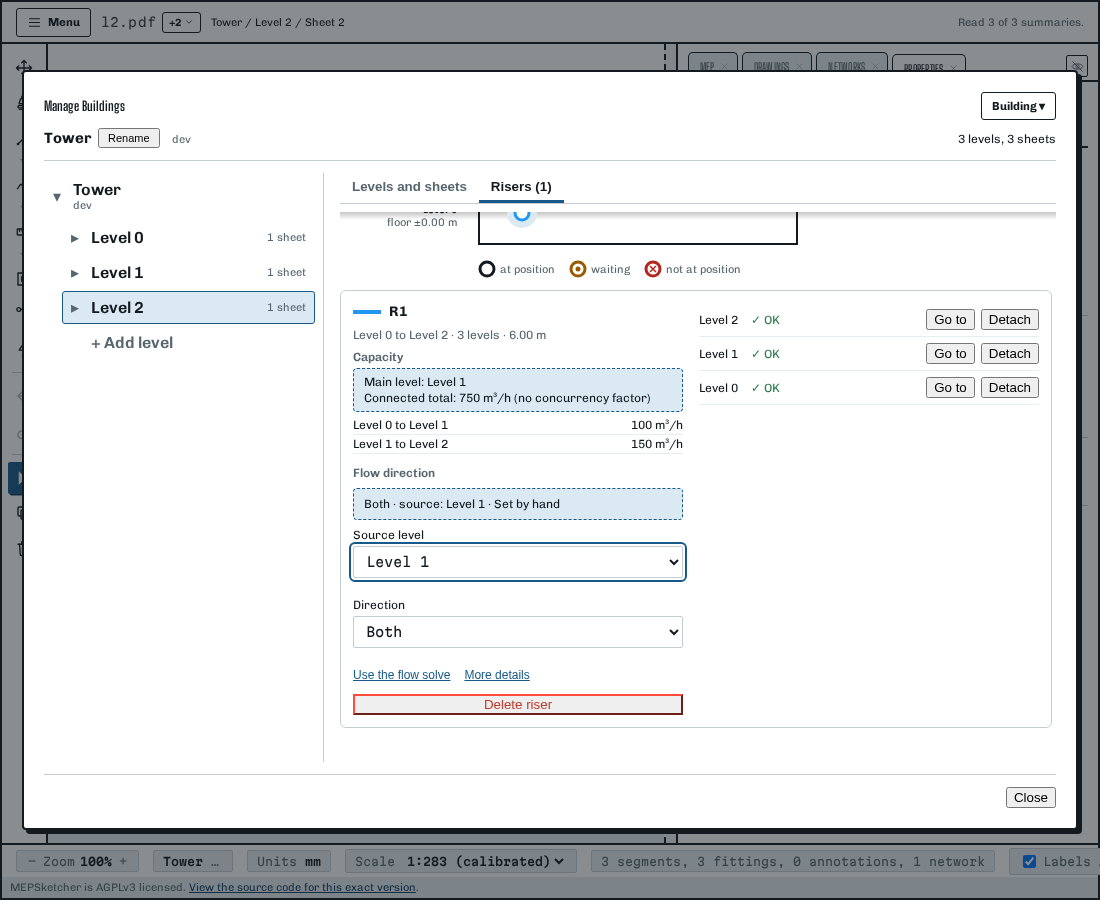 Menu l2.pdf +2 Tower / Level 2 / Sheet 2 Read 3 of 3 summaries.
MEP × DRAWINGS × NETWORKS × PROPERTIES
Manage Buildings Building ▾
Tower Rename dev 3 levels, 3 sheets
▼ Tower
dev
▶ Level 0 1 sheet
▶ Level 1 1 sheet
▶ Level 2 1 sheet
+ Add level
Levels and sheets Risers (1)
floor ±0.00 m
at position waiting not at position
R1
Level 0 to Level 2 · 3 levels · 6.00 m
Capacity
Main level: Level 1
Connected total: 750 m³/h (no concurrency factor)
Level 0 to Level 1 100 m³/h
Level 1 to Level 2 150 m³/h
Flow direction
Both · source: Level 1 · Set by hand
Source level
Level 1
Direction
Both
Use the flow solve More details
Delete riser
Level 2 ✓ OK Go to Detach
Level 1 ✓ OK Go to Detach
Level 0 ✓ OK Go to Detach
Close
− Zoom 100% + Tower … Units mm Scale 1:283 (calibrated) 3 segments, 3 fittings, 0 annotations, 1 network Labels
MEPSketcher is AGPLv3 licensed. View the source code for this exact version.